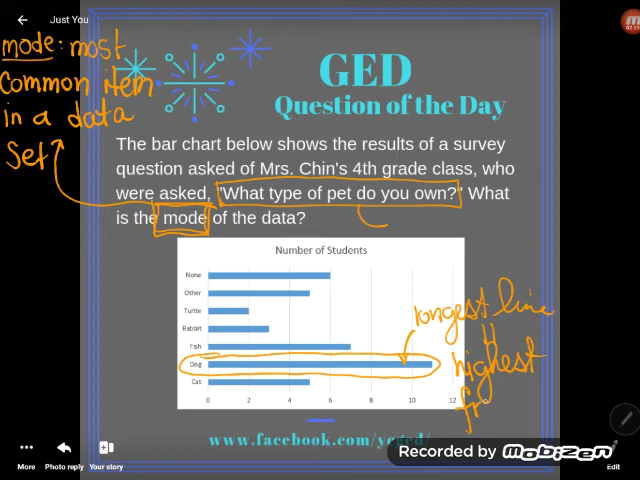 Just You
mode: most
Common item
in a data
Set
GED
Question of the Day
The bar chart below shows the results of a survey
question asked of Mrs. Chin's 4th grade class, who
were asked, "What type of pet do you own?" What
is the mode of the data?
Number of Students
None
Other
Turtle
Rabbit
Fish
Dog
Cat
0 2 4 6 8 10 12
longest line
highest
www.facebook.com/ycged/
Recorded by MOBIZEN
More Photo reply Your story Edit